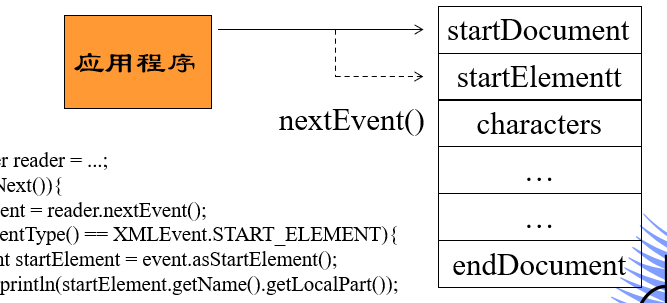 应用程序
startDocument
startElementt
nextEvent()
characters
…
…
endDocument
er reader = ...;
Next()){
ent = reader.nextEvent();
entType() == XMLEvent.START_ELEMENT){
nt startElement = event.asStartElement();
println(startElement.getName().getLocalPart());